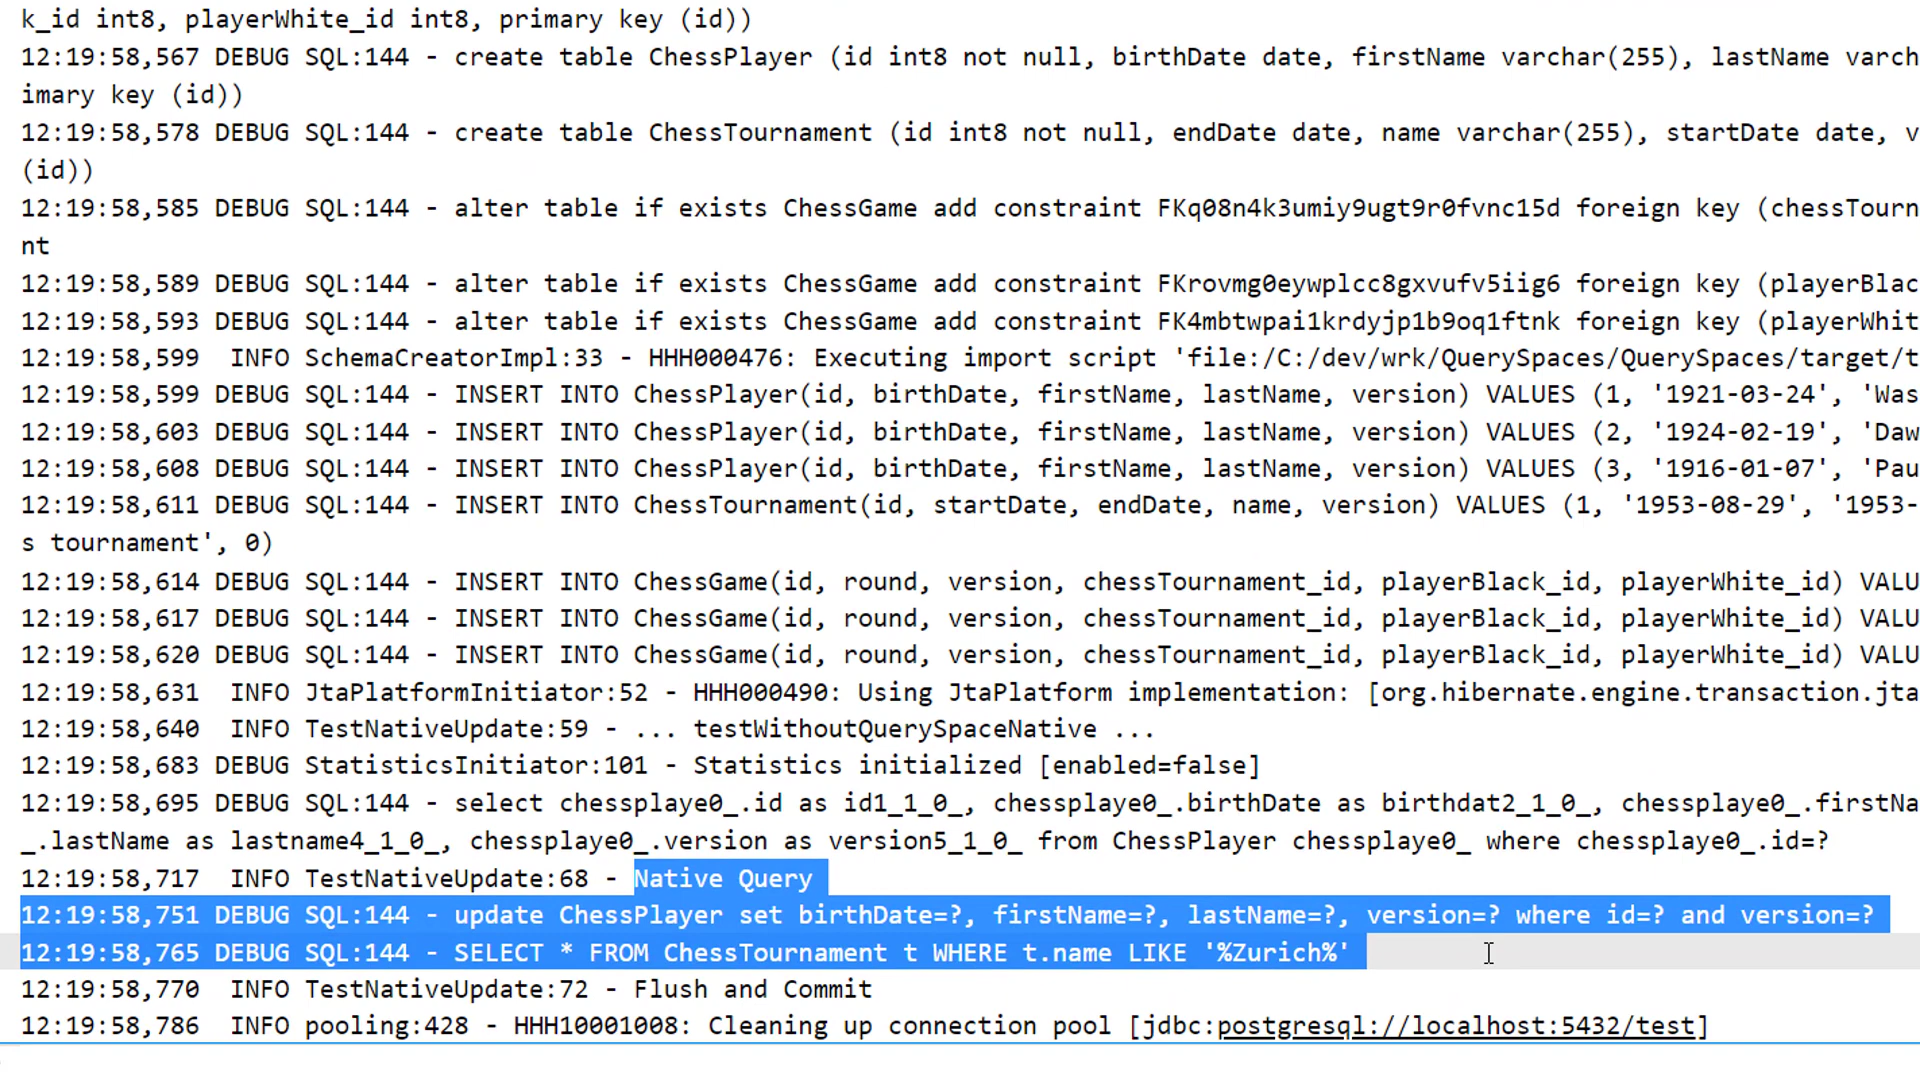 k_id int8, playerWhite_id int8, primary key (id))
12:19:58,567 DEBUG SQL:144 - create table ChessPlayer (id int8 not null, birthDate date, firstName varchar(255), lastName varch
imary key (id))
12:19:58,578 DEBUG SQL:144 - create table ChessTournament (id int8 not null, endDate date, name varchar(255), startDate date, v
(id))
12:19:58,585 DEBUG SQL:144 - alter table if exists ChessGame add constraint FKq08n4k3umiy9ugt9r0fvnc15d foreign key (chessTourn
nt
12:19:58,589 DEBUG SQL:144 - alter table if exists ChessGame add constraint FKrovmg0eywplcc8gxvufv5iig6 foreign key (playerBlac
12:19:58,593 DEBUG SQL:144 - alter table if exists ChessGame add constraint FK4mbtwpai1krdyjp1b9oq1ftnk foreign key (playerWhit
12:19:58,599  INFO SchemaCreatorImpl:33 - HHH000476: Executing import script 'file:/C:/dev/wrk/QuerySpaces/QuerySpaces/target/t
12:19:58,599 DEBUG SQL:144 - INSERT INTO ChessPlayer(id, birthDate, firstName, lastName, version) VALUES (1, '1921-03-24', 'Was
12:19:58,603 DEBUG SQL:144 - INSERT INTO ChessPlayer(id, birthDate, firstName, lastName, version) VALUES (2, '1924-02-19', 'Daw
12:19:58,608 DEBUG SQL:144 - INSERT INTO ChessPlayer(id, birthDate, firstName, lastName, version) VALUES (3, '1916-01-07', 'Pau
12:19:58,611 DEBUG SQL:144 - INSERT INTO ChessTournament(id, startDate, endDate, name, version) VALUES (1, '1953-08-29', '1953-
s tournament', 0)
12:19:58,614 DEBUG SQL:144 - INSERT INTO ChessGame(id, round, version, chessTournament_id, playerBlack_id, playerWhite_id) VALU
12:19:58,617 DEBUG SQL:144 - INSERT INTO ChessGame(id, round, version, chessTournament_id, playerBlack_id, playerWhite_id) VALU
12:19:58,620 DEBUG SQL:144 - INSERT INTO ChessGame(id, round, version, chessTournament_id, playerBlack_id, playerWhite_id) VALU
12:19:58,631  INFO JtaPlatformInitiator:52 - HHH000490: Using JtaPlatform implementation: [org.hibernate.engine.transaction.jta
12:19:58,640  INFO TestNativeUpdate:59 - ... testWithoutQuerySpaceNative ...
12:19:58,683 DEBUG StatisticsInitiator:101 - Statistics initialized [enabled=false]
12:19:58,695 DEBUG SQL:144 - select chessplaye0_.id as id1_1_0_, chessplaye0_.birthDate as birthdat2_1_0_, chessplaye0_.firstNa
_.lastName as lastname4_1_0_, chessplaye0_.version as version5_1_0_ from ChessPlayer chessplaye0_ where chessplaye0_.id=?
12:19:58,717  INFO TestNativeUpdate:68 - Native Query
12:19:58,751 DEBUG SQL:144 - update ChessPlayer set birthDate=?, firstName=?, lastName=?, version=? where id=? and version=?
12:19:58,765 DEBUG SQL:144 - SELECT * FROM ChessTournament t WHERE t.name LIKE '%Zurich%'
12:19:58,770  INFO TestNativeUpdate:72 - Flush and Commit
12:19:58,786  INFO pooling:428 - HHH10001008: Cleaning up connection pool [jdbc:postgresql://localhost:5432/test]